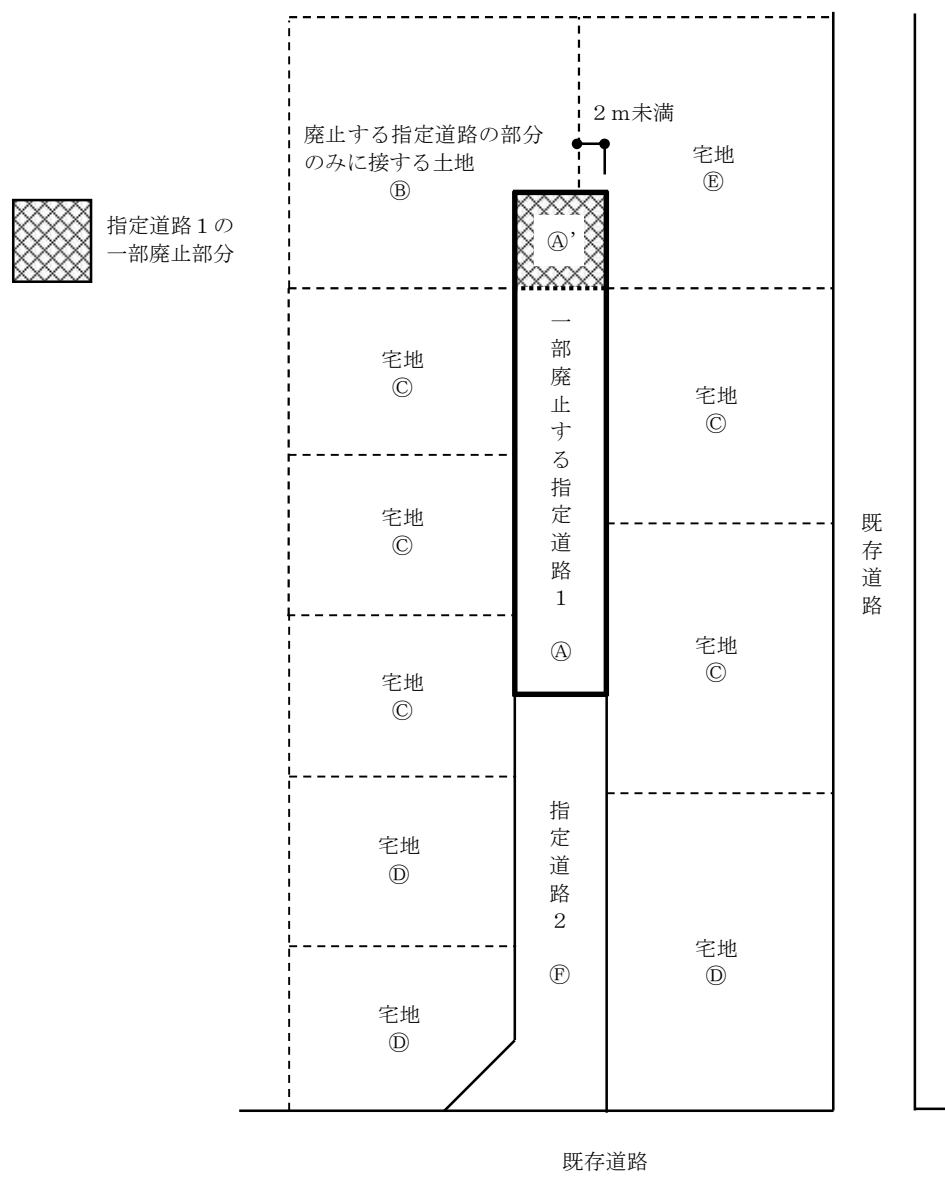 ２ｍ未満
廃止する指定道路の部分
のみに接する土地
Ⓑ
宅地
Ⓔ
指定道路１の
一部廃止部分
Ⓐ’
宅地
Ⓒ
一部廃止する指定道路１　Ⓐ
宅地
Ⓒ
宅地
Ⓒ
既存道路
宅地
Ⓒ
宅地
Ⓒ
宅地
Ⓓ
指定道路２　Ⓕ
宅地
Ⓓ
宅地
Ⓓ
既存道路